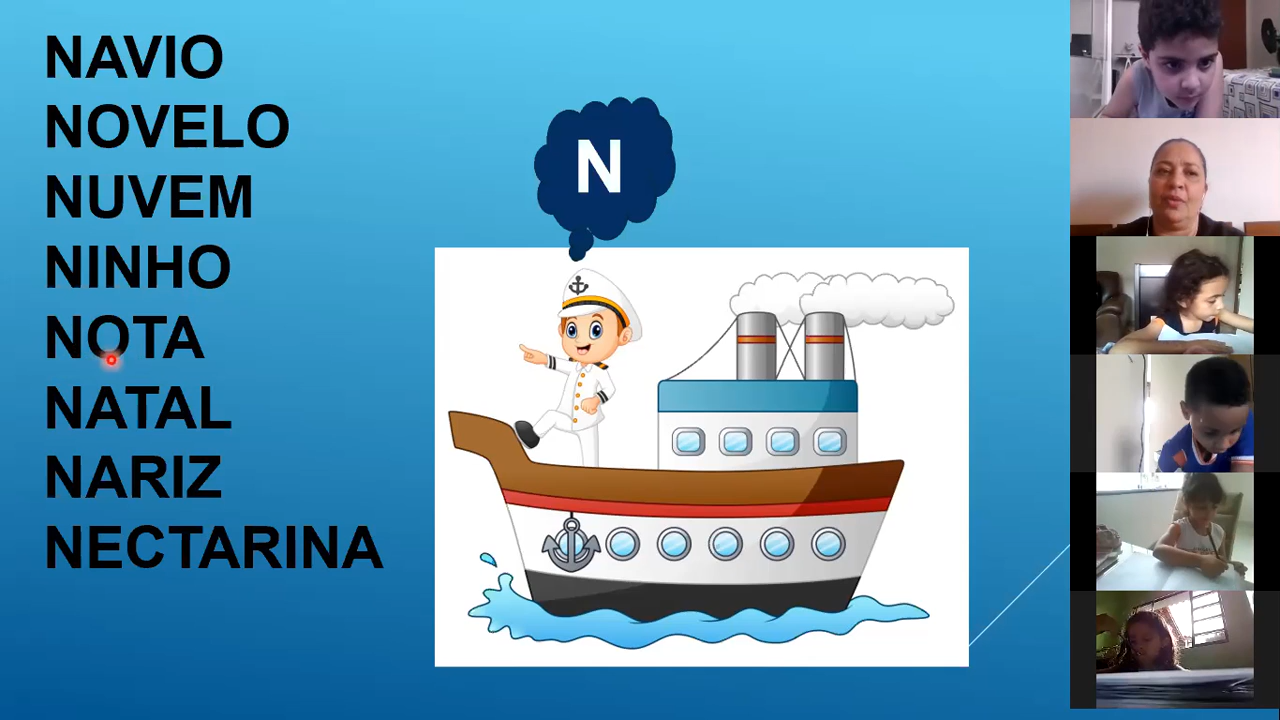 NAVIO
NOVELO
NUVEM
NINHO
NOTA
NATAL
NARIZ
NECTARINA
N